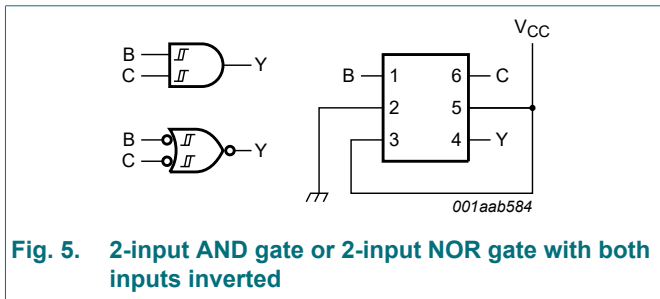 VCC
B
C
Y
B
C
Y
B 1 6 C
2 5
3 4 Y
001aab584
Fig. 5. 2-input AND gate or 2-input NOR gate with both
inputs inverted